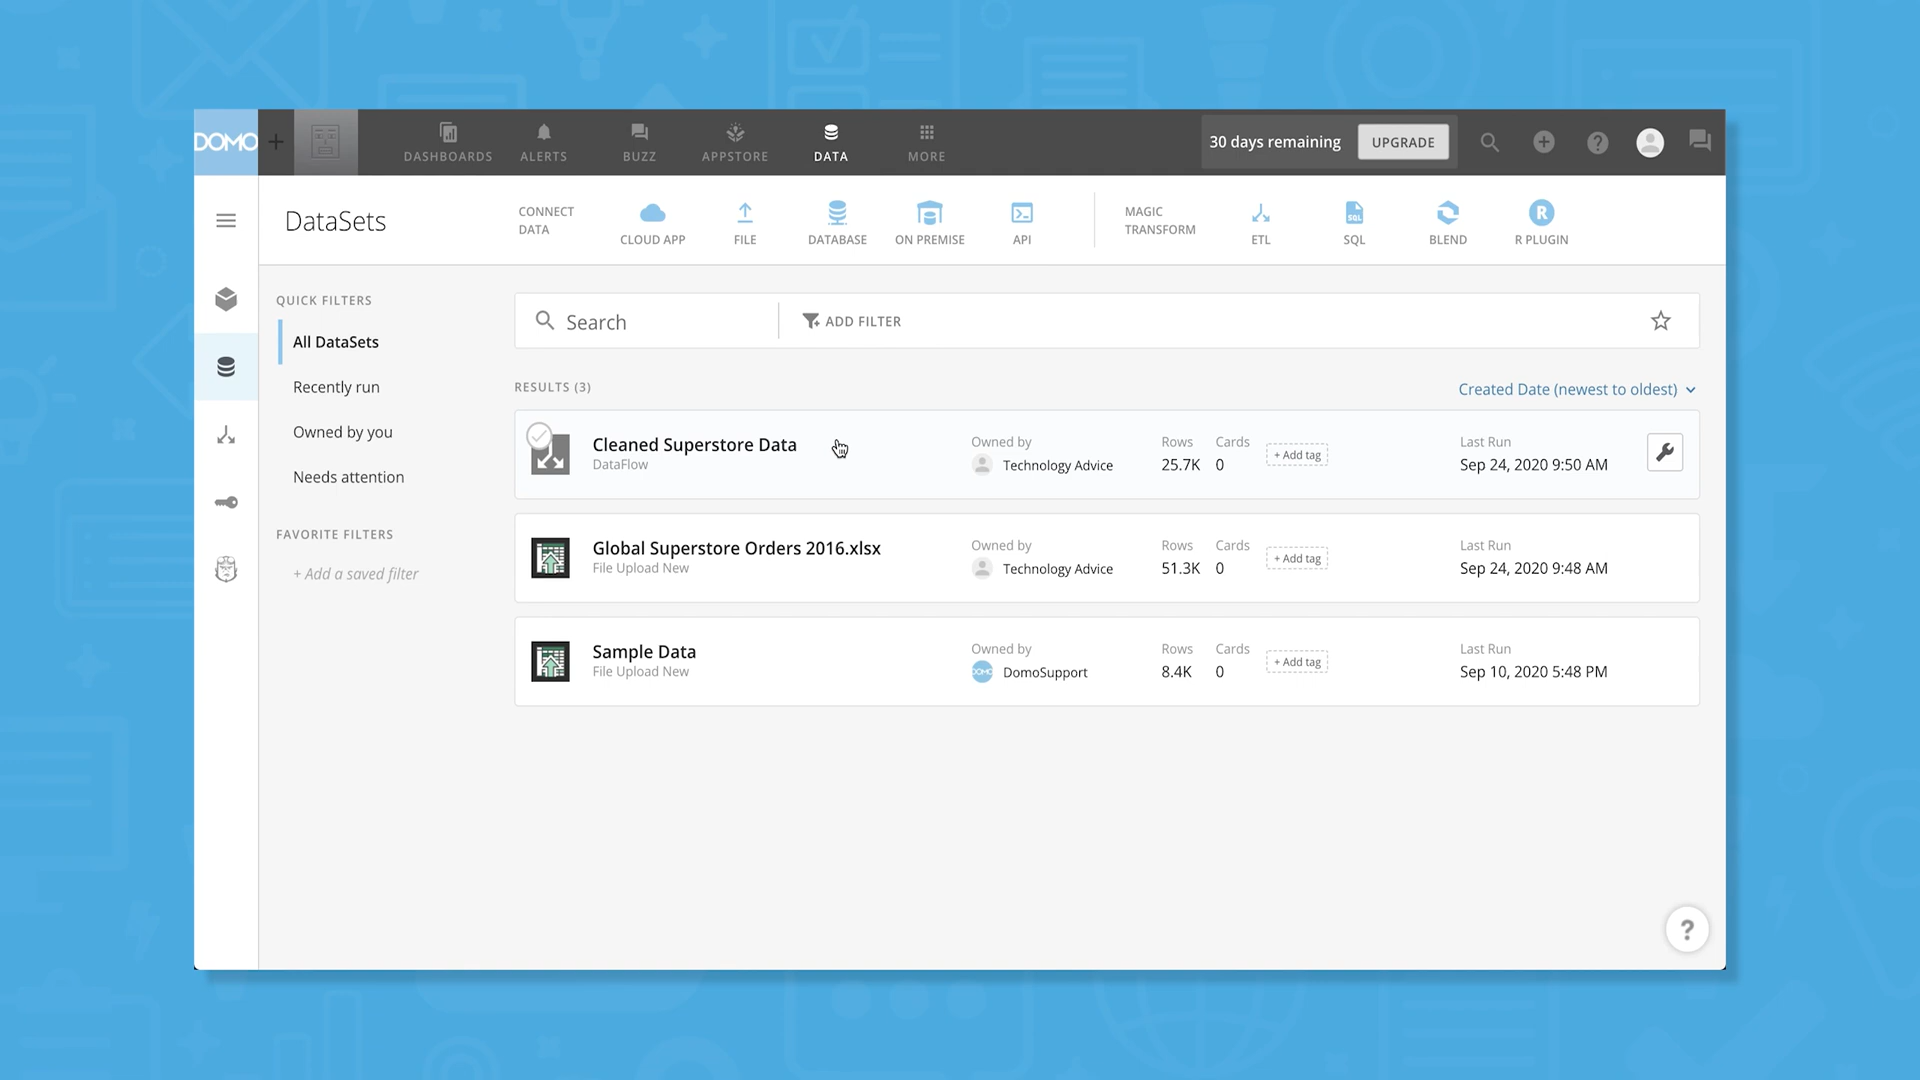 DOMO
+
DASHBOARDS
ALERTS
BUZZ
APPSTORE
DATA
MORE
30 days remaining
UPGRADE
?
DataSets
CONNECT
DATA
CLOUD APP
FILE
DATABASE
ON PREMISE
API
MAGIC
TRANSFORM
ETL
SQL
SQL
BLEND
R
R PLUGIN
QUICK FILTERS
All DataSets
Recently run
Owned by you
Needs attention
FAVORITE FILTERS
+ Add a saved filter
Search
ADD FILTER
RESULTS (3)
Created Date (newest to oldest)
Cleaned Superstore Data
DataFlow
Owned by
Technology Advice
Rows
25.7K
Cards
0
+ Add tag
Last Run
Sep 24, 2020 9:50 AM
Global Superstore Orders 2016.xlsx
File Upload New
Owned by
Technology Advice
Rows
51.3K
Cards
0
+ Add tag
Last Run
Sep 24, 2020 9:48 AM
Sample Data
File Upload New
Owned by
DOMO
DomoSupport
Rows
8.4K
Cards
0
+ Add tag
Last Run
Sep 10, 2020 5:48 PM
?